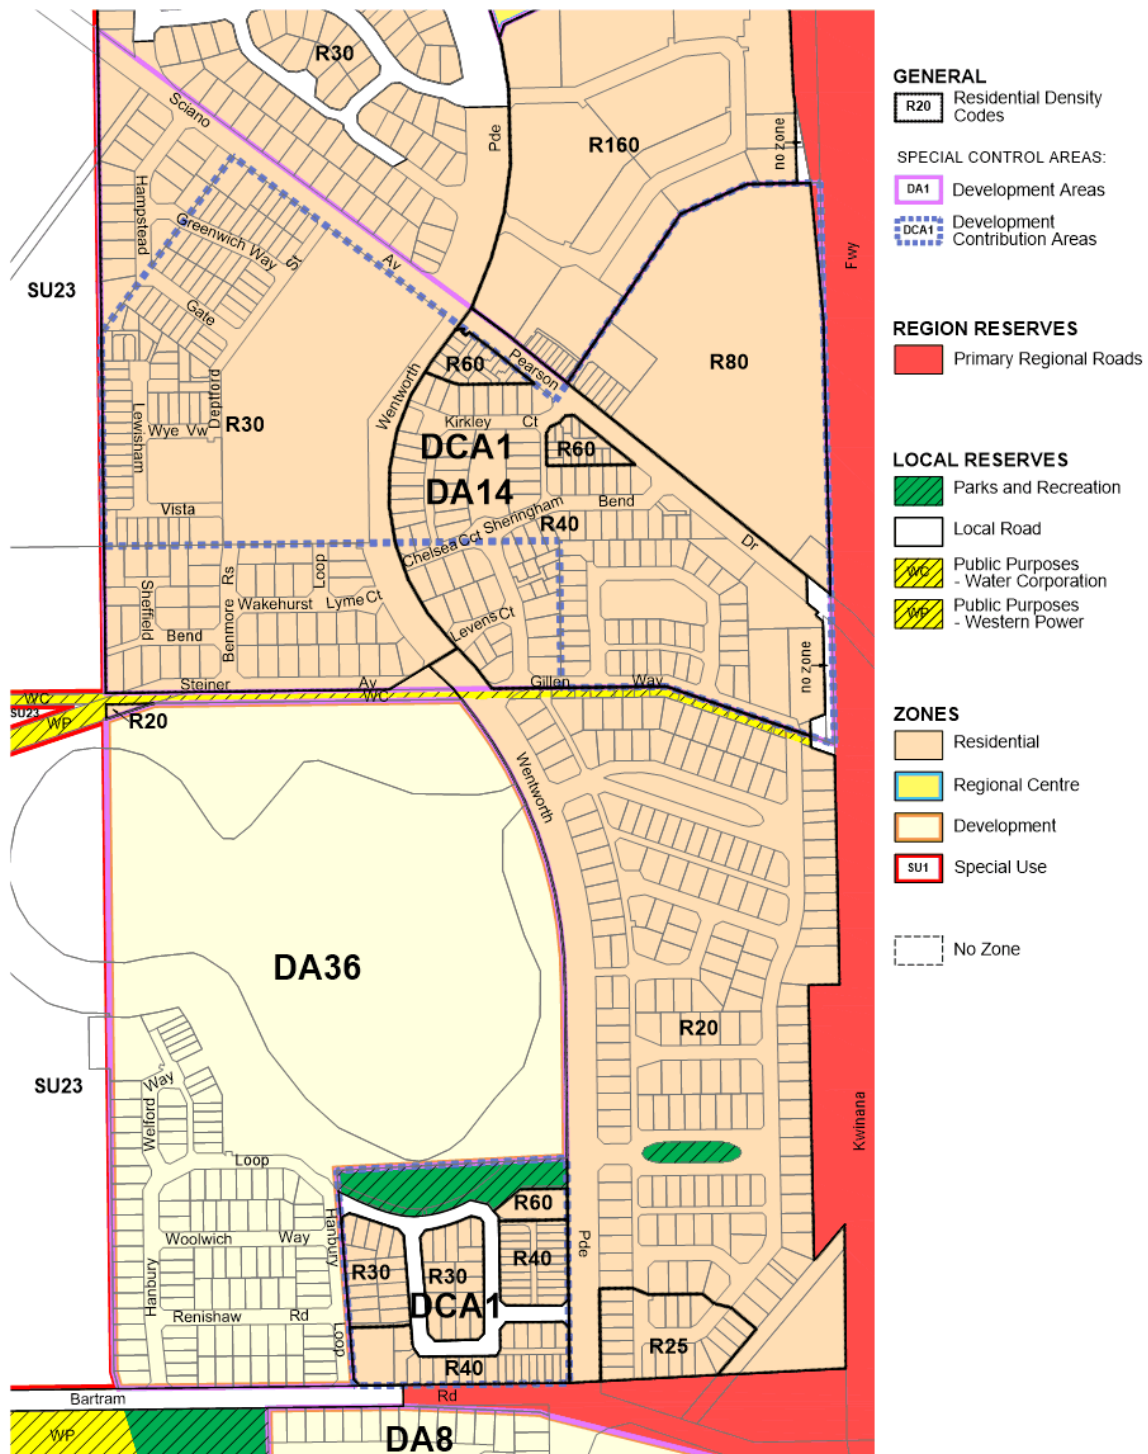 R30
Sciano
Pde
R160
no zone
Hampstead
Greenwich Way
St
Av
Fwy
SU23
Gate
Pearson
R60
R80
Wentworth
Deptford
Lewisham
R30
Wye Vw
Kirkley Ct
DCA1
R60
DA14
Vista
Sheringham Bend
R40
Chelsea Cct
Dr
Rs
Loop
Sheffield
Wakehurst
Lyme Ct
Levens Ct
Bend
Benmore
no zone
Steiner Av
Gillen Way
WC
WC
SU23
WP
R20
Wentworth
DA36
R20
SU23
Way
Welford
Kwinana
Loop
R60
Hanbury
Woolwich Way
Pde
R30
R30
R40
Hanbury
DCA1
Renishaw Rd
Loop
R25
R40
Bartram Rd
WP
DA8
GENERAL
R20
Residential Density
Codes
SPECIAL CONTROL AREAS:
DA1
Development Areas
DCA1
Development
Contribution Areas
REGION RESERVES
Primary Regional Roads
LOCAL RESERVES
Parks and Recreation
Local Road
WC
Public Purposes
- Water Corporation
WP
Public Purposes
- Western Power
ZONES
Residential
Regional Centre
Development
SU1
Special Use
No Zone